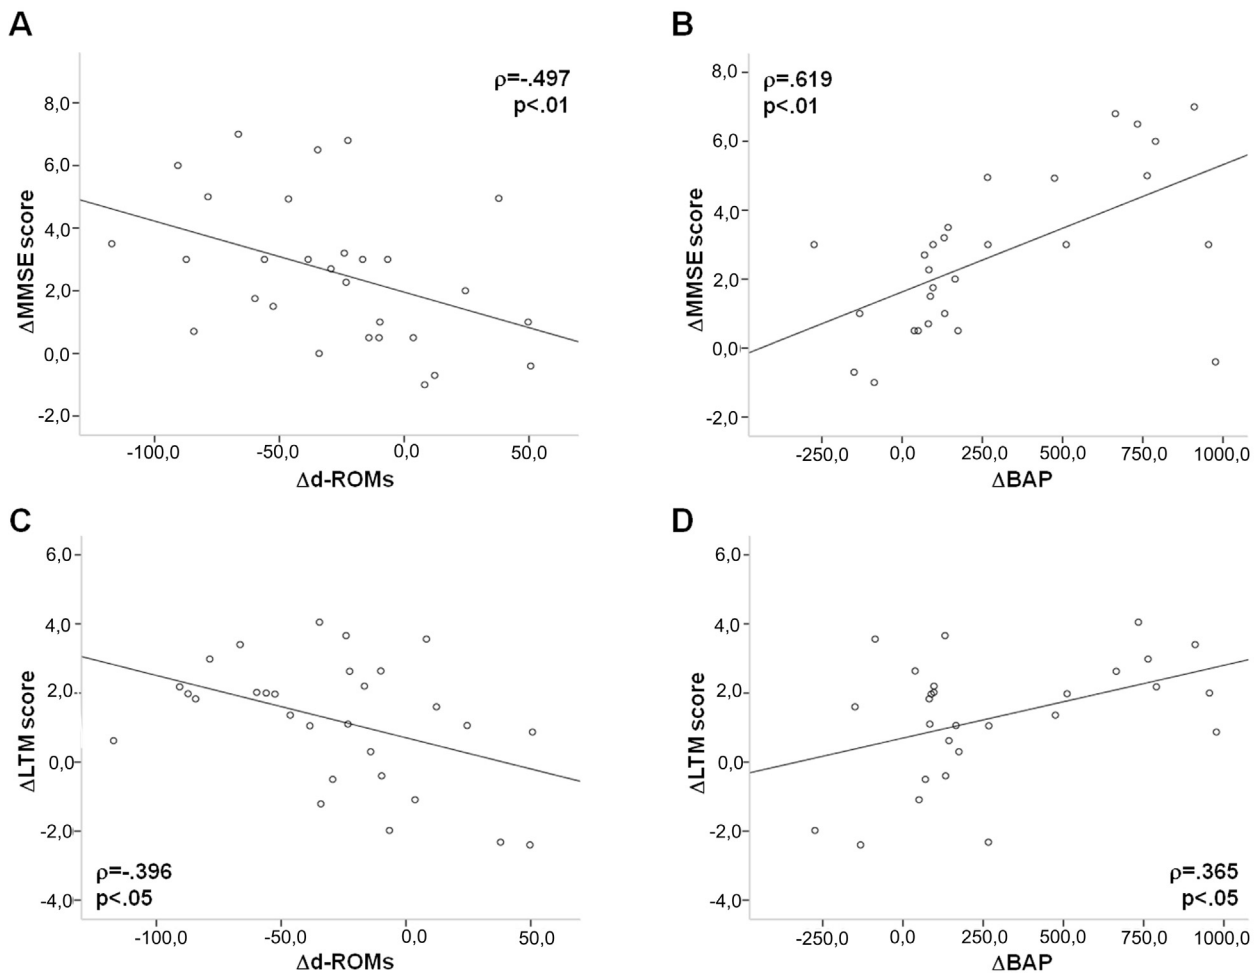 A
ρ=-.497
p<.01
8,0
6,0
4,0
2,0
0,0
-2,0
ΔMMSE score
-100,0 -50,0 0,0 50,0
Δd-ROMs
B
ρ=.619
p<.01
8,0
6,0
4,0
2,0
0,0
-2,0
ΔMMSE score
-250,0 0,0 250,0 500,0 750,0 1000,0
ΔBAP
C
6,0
4,0
2,0
0,0
-2,0
-4,0
ΔLTM score
ρ=-.396
p<.05
-100,0 -50,0 0,0 50,0
Δd-ROMs
D
6,0
4,0
2,0
0,0
-2,0
-4,0
ΔLTM score
ρ=.365
p<.05
-250,0 0,0 250,0 500,0 750,0 1000,0
ΔBAP